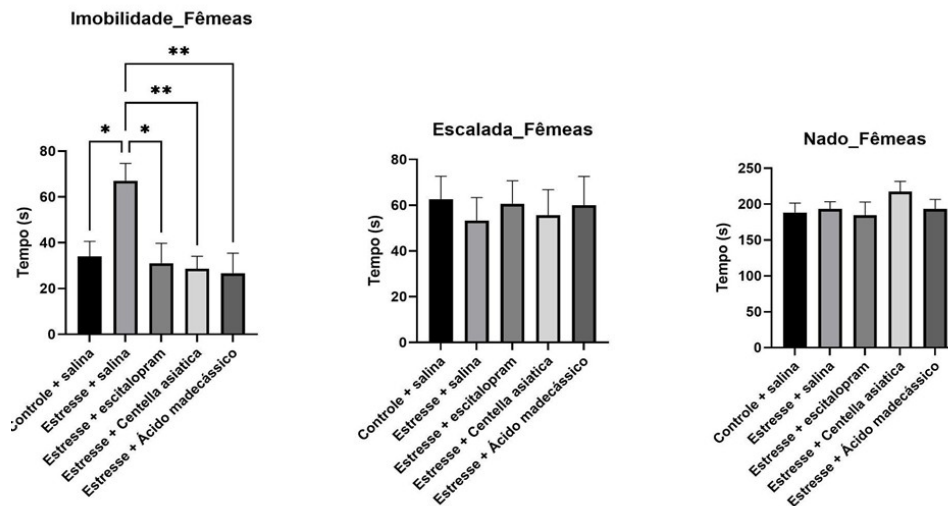 Imobilidade_Fêmeas
**
**
*
*
Tempo (s)
80
60
40
20
0
Controle + salina
Estresse + salina
Estresse + escitalopram
Estresse + Centella asiatica
Estresse + Ácido madecássico
Escalada_Fêmeas
Tempo (s)
80
60
40
20
0
Controle + salina
Estresse + salina
Estresse + escitalopram
Estresse + Centella asiatica
Estresse + Ácido madecássico
Nado_Fêmeas
Tempo (s)
250
200
150
100
50
0
Controle + salina
Estresse + salina
Estresse + escitalopram
Estresse + Centella asiatica
Estresse + Ácido madecássico